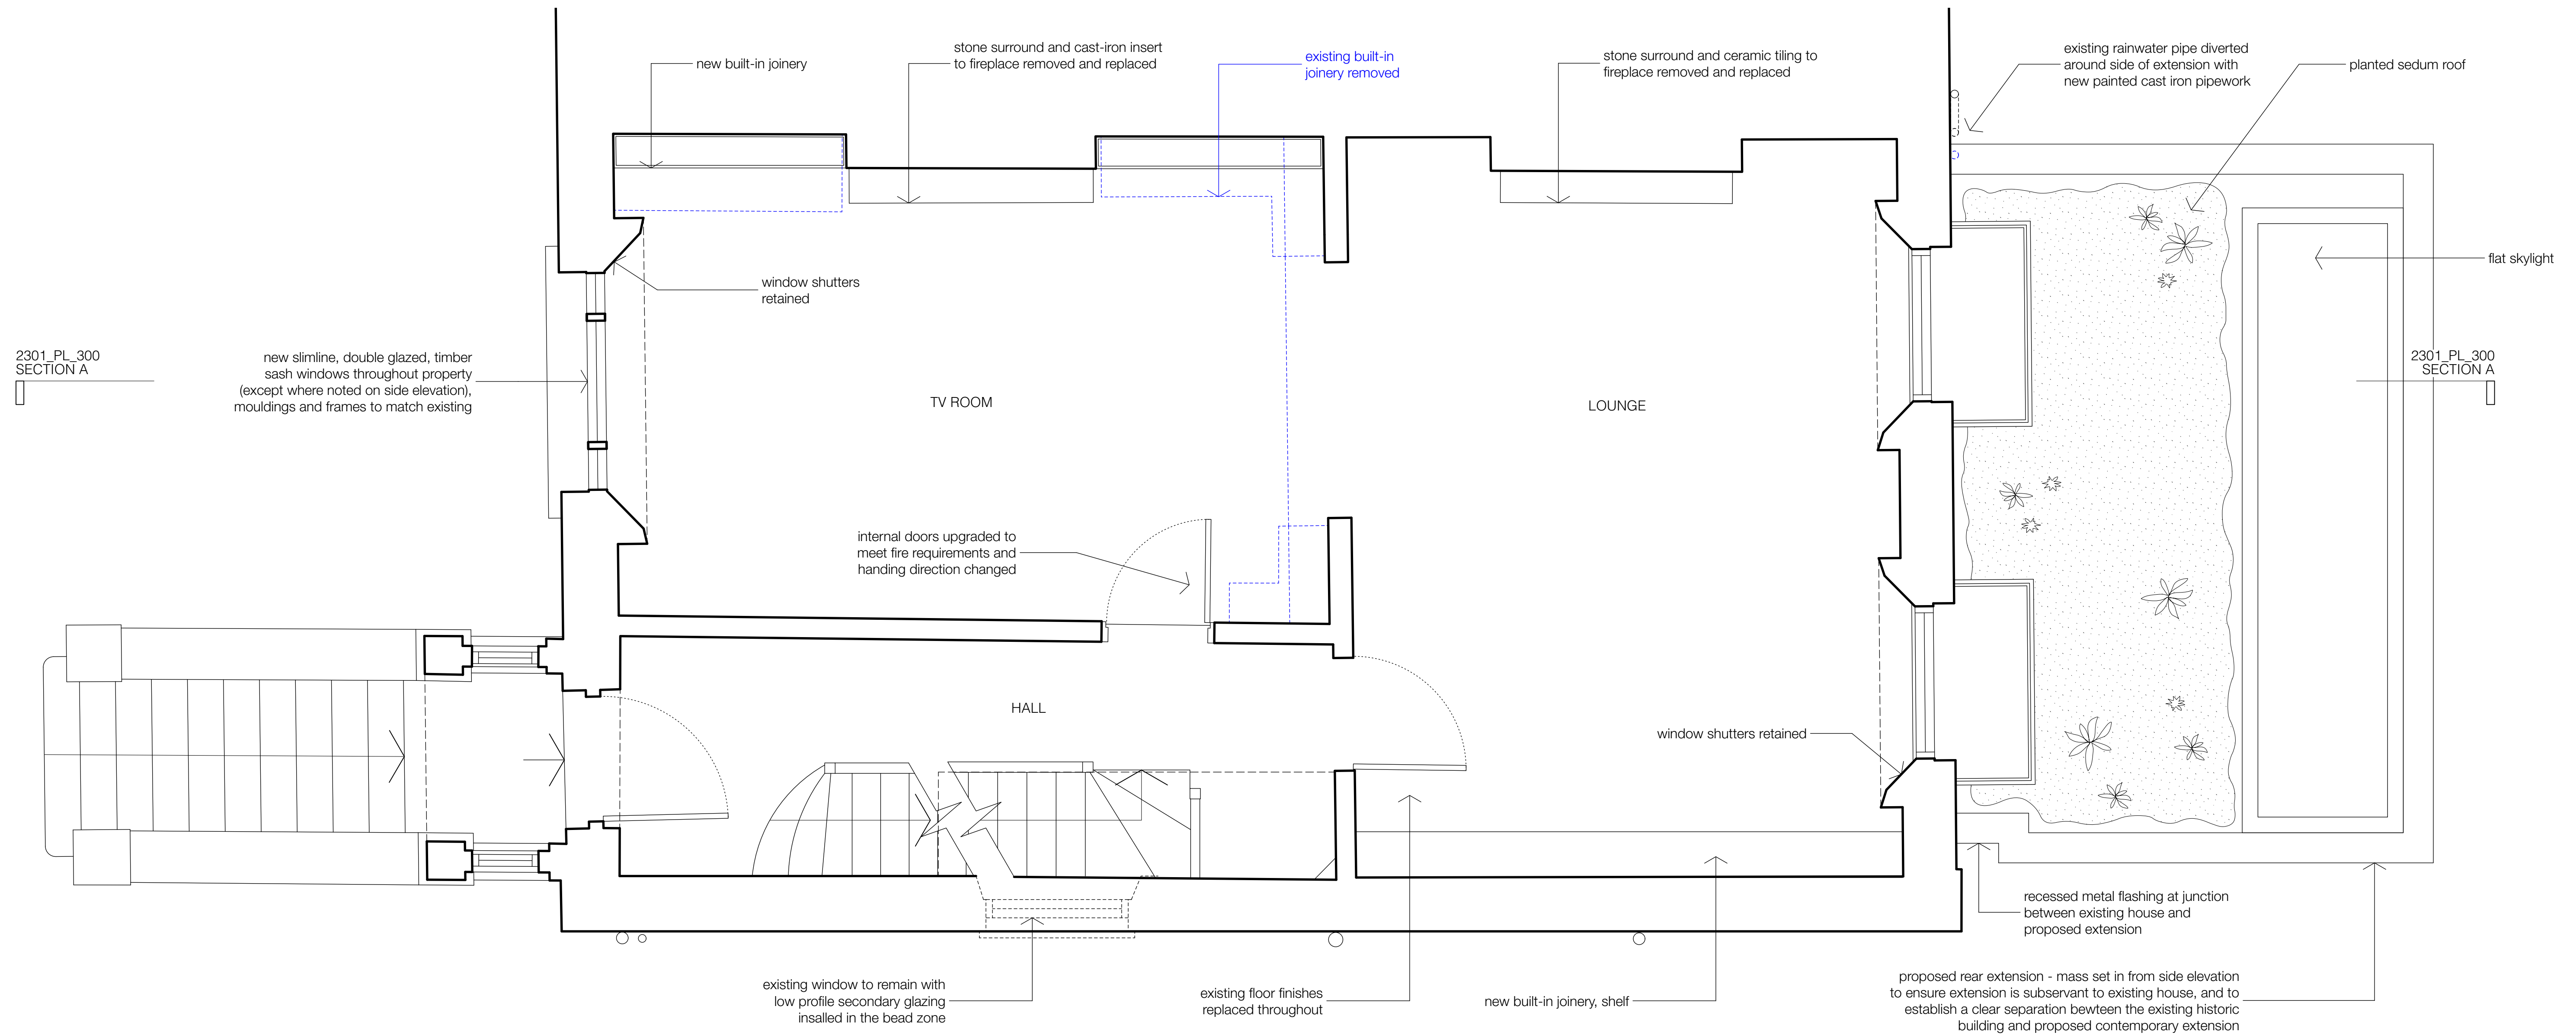 new built-in joinery
stone surround and cast-iron insert
to fireplace removed and replaced
existing built-in
joinery removed
stone surround and ceramic tiling to
fireplace removed and replaced
existing rainwater pipe diverted
around side of extension with
new painted cast iron pipework
planted sedum roof
flat skylight
window shutters
retained
2301_PL_300
SECTION A
new slimline, double glazed, timber
sash windows throughout property
(except where noted on side elevation),
mouldings and frames to match existing
TV ROOM
LOUNGE
2301_PL_300
SECTION A
internal doors upgraded to
meet fire requirements and
handing direction changed
HALL
window shutters retained
recessed metal flashing at junction
between existing house and
proposed extension
existing window to remain with
low profile secondary glazing
insalled in the bead zone
existing floor finishes
replaced throughout
new built-in joinery, shelf
proposed rear extension - mass set in from side elevation
to ensure extension is subservant to existing house, and to
establish a clear separation bewteen the existing historic
building and proposed contemporary extension